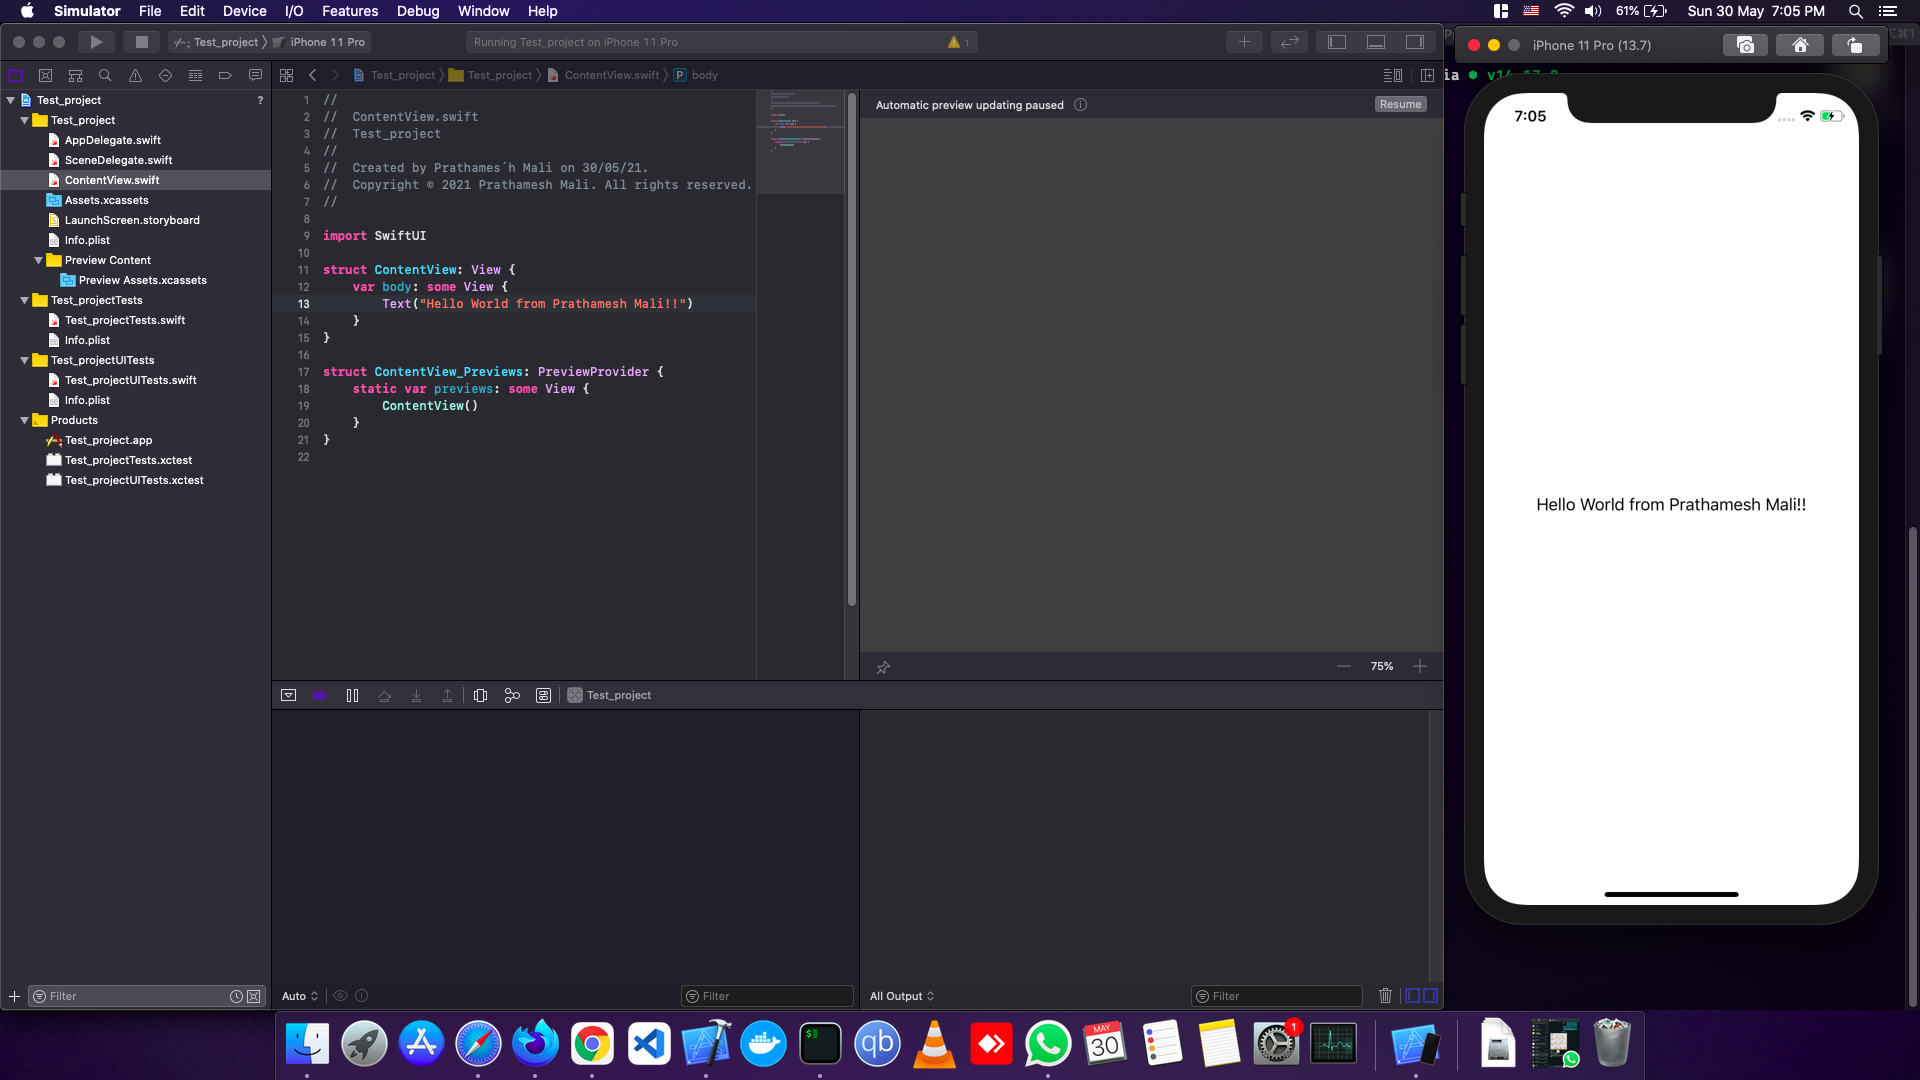 Simulator File Edit Device I/O Features Debug Window Help
61% Sun 30 May 7:05 PM
Test_project iPhone 11 Pro
Running Test_project on iPhone 11 Pro
1
iPhone 11 Pro (13.7)
Test_project Test_project ContentView.swift P body
Test_project ?
Test_project
AppDelegate.swift
SceneDelegate.swift
ContentView.swift
Assets.xcassets
LaunchScreen.storyboard
Info.plist
Preview Content
Preview Assets.xcassets
Test_projectTests
Test_projectTests.swift
Info.plist
Test_projectUITests
Test_projectUITests.swift
Info.plist
Products
Test_project.app
Test_projectTests.xctest
Test_projectUITests.xctest
Filter
1 //
2 //  ContentView.swift
3 //  Test_project
4 //
5 //  Created by Prathames´h Mali on 30/05/21.
6 //  Copyright © 2021 Prathamesh Mali. All rights reserved.
7 //
8
9 import SwiftUI
10
11 struct ContentView: View {
12     var body: some View {
13         Text("Hello World from Prathamesh Mali!!")
14     }
15 }
16
17 struct ContentView_Previews: PreviewProvider {
18     static var previews: some View {
19         ContentView()
20     }
21 }
22
Automatic preview updating paused
Resume
75%
Test_project
Auto
Filter
All Output
Filter
7:05
Hello World from Prathamesh Mali!!
$
qb
MAY
30
1